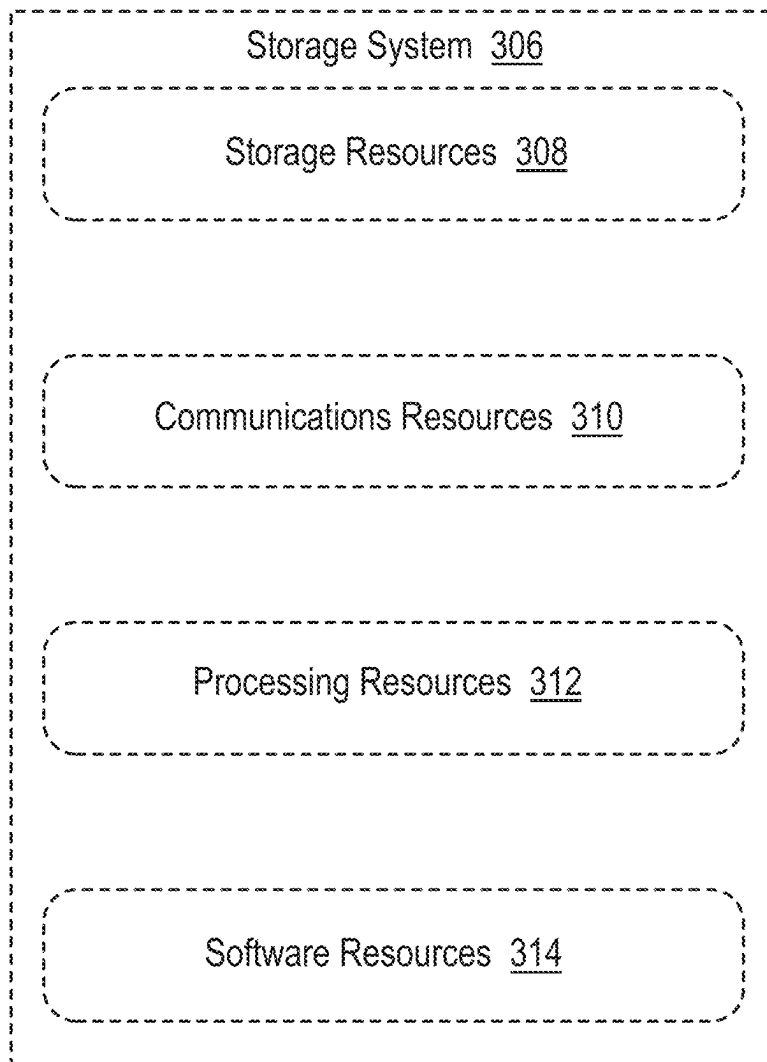 Storage System 306
Storage Resources 308
Communications Resources 310
Processing Resources 312
Software Resources 314